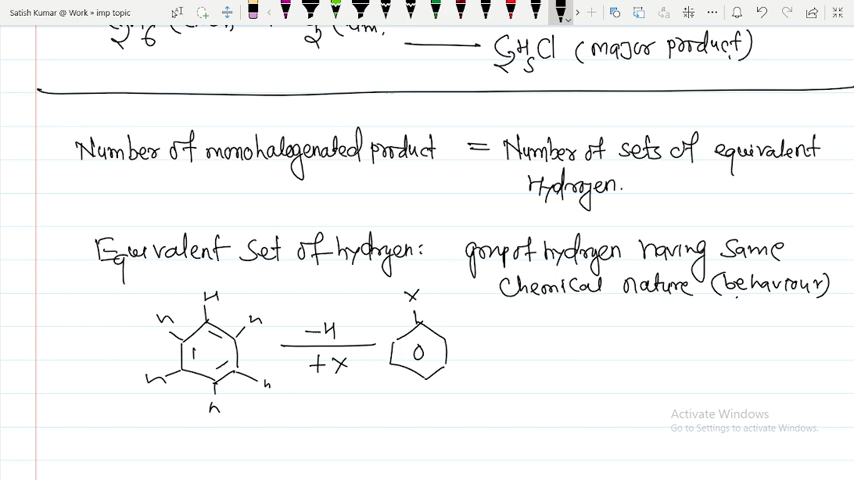 Satish Kumar @ Work » imp topic
C2H5Cl (major product)
Number of monohalogenated product = Number of sets of equivalent
Hydrogen.
Equivalent set of hydrogen: group of hydrogen having same
chemical nature (behaviour)
H
H
H
H
H
H
-H
+X
X
Activate Windows
Go to Settings to activate Windows.